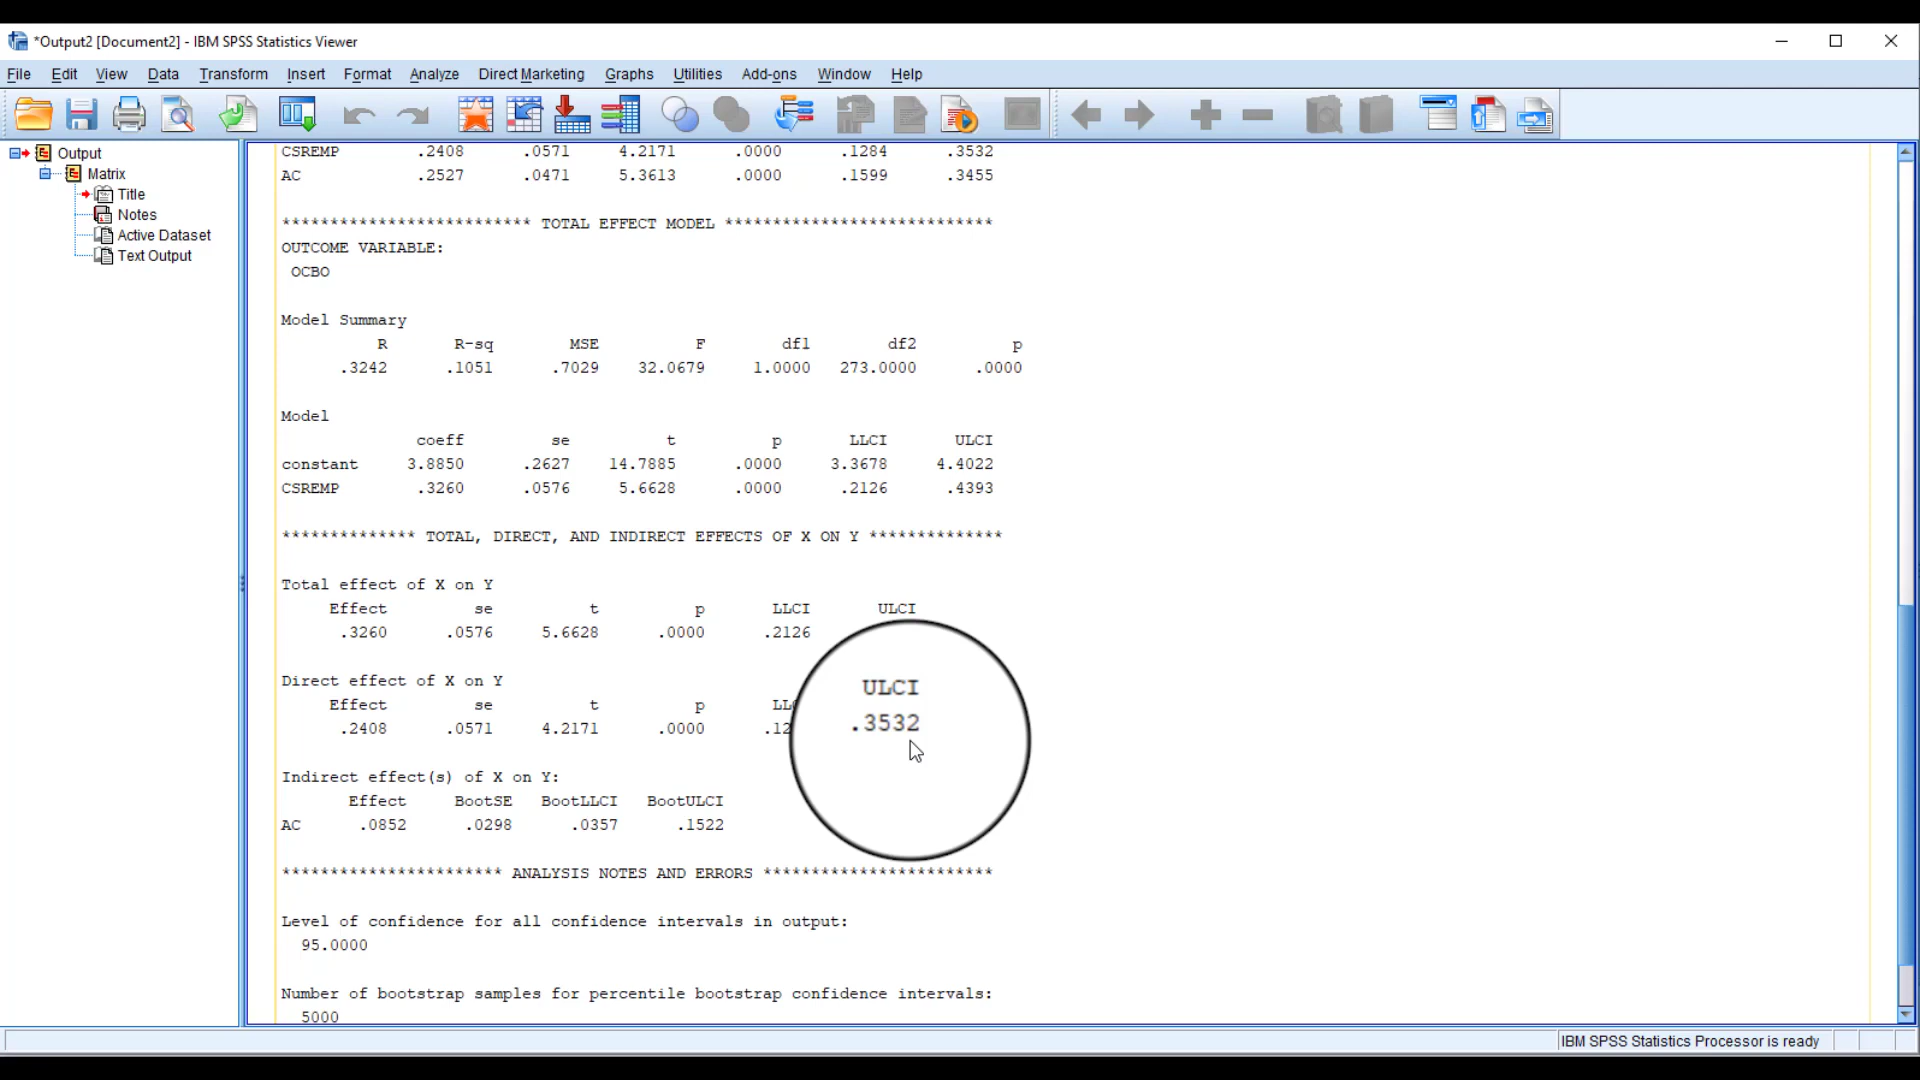 *Output2 [Document2] - IBM SPSS Statistics Viewer
File Edit View Data Transform Insert Format Analyze Direct Marketing Graphs Utilities Add-ons Window Help
Output
Matrix
Title
Notes
Active Dataset
Text Output
CSREMP .2408 .0571 4.2171 .0000 .1284 .3532
AC .2527 .0471 5.3613 .0000 .1599 .3455
************************** TOTAL EFFECT MODEL ****************************
OUTCOME VARIABLE:
OCBO
Model Summary
R R-sq MSE F df1 df2 p
.3242 .1051 .7029 32.0679 1.0000 273.0000 .0000
Model
coeff se t p LLCI ULCI
constant 3.8850 .2627 14.7885 .0000 3.3678 4.4022
CSREMP .3260 .0576 5.6628 .0000 .2126 .4393
************** TOTAL, DIRECT, AND INDIRECT EFFECTS OF X ON Y **************
Total effect of X on Y
Effect se t p LLCI ULCI
.3260 .0576 5.6628 .0000 .2126
Direct effect of X on Y
Effect se t p ULCI
.2408 .0571 4.2171 .0000 .3532
Indirect effect(s) of X on Y:
Effect BootSE BootLLCI BootULCI
AC .0852 .0298 .0357 .1522
*********************** ANALYSIS NOTES AND ERRORS ************************
Level of confidence for all confidence intervals in output:
95.0000
Number of bootstrap samples for percentile bootstrap confidence intervals:
5000
IBM SPSS Statistics Processor is ready